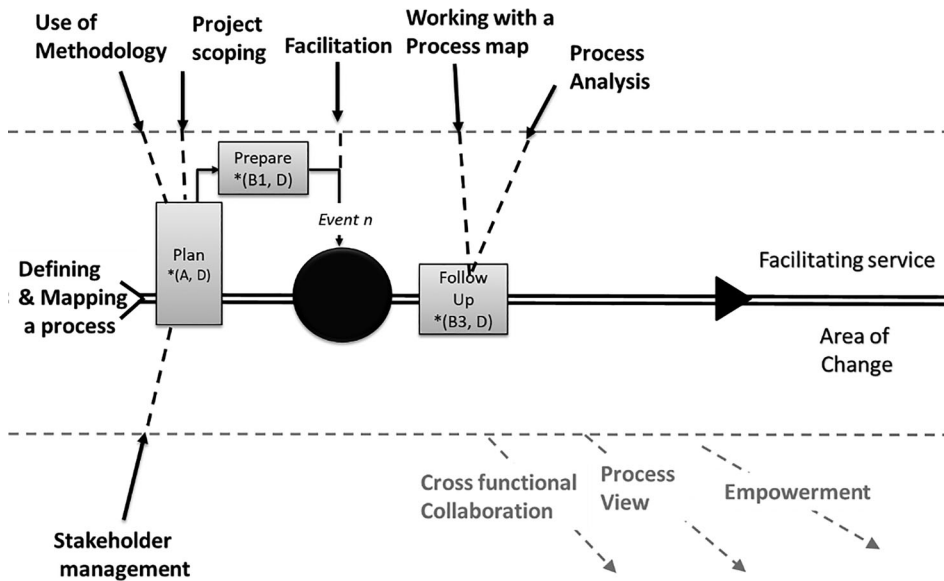 Use of
Methodology
Project
scoping
Facilitation
Working with a
Process map
Process
Analysis
Prepare
*(B1, D)
Event n
Plan
*(A, D)
Defining
& Mapping
a process
Follow
Up
*(B3, D)
Facilitating service
Area of
Change
Cross functional
Collaboration
Process
View
Empowerment
Stakeholder
management